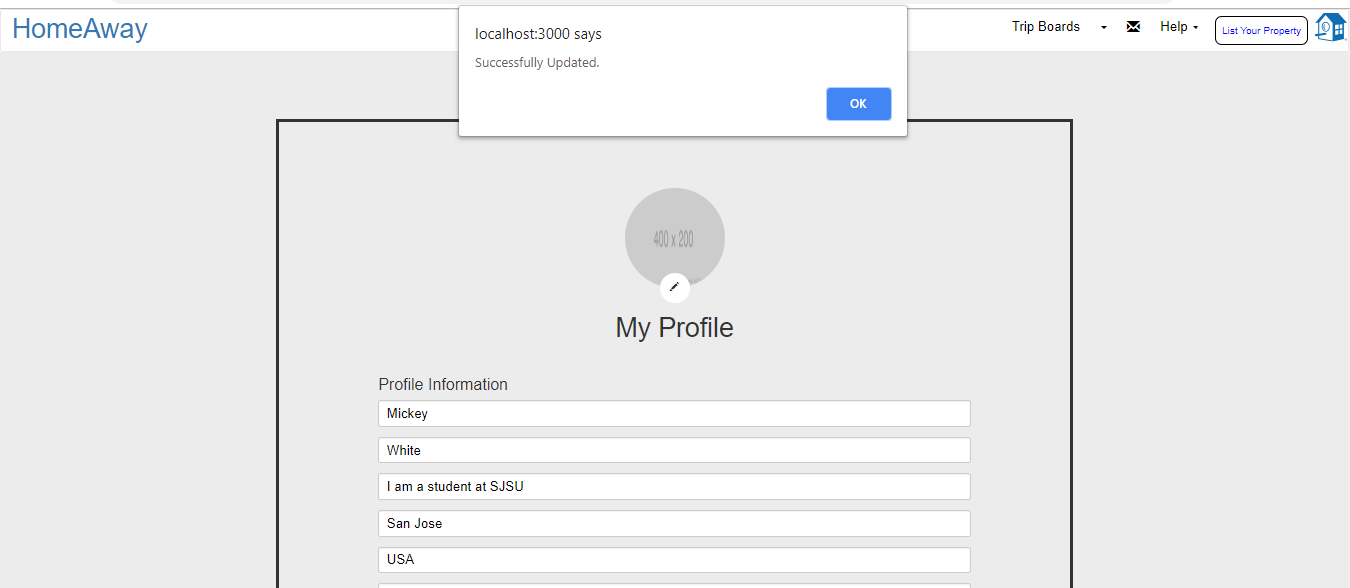 HomeAway
localhost:3000 says
Successfully Updated.
OK
Trip Boards
Help
List Your Property
400 x 200
My Profile
Profile Information
Mickey
White
I am a student at SJSU
San Jose
USA